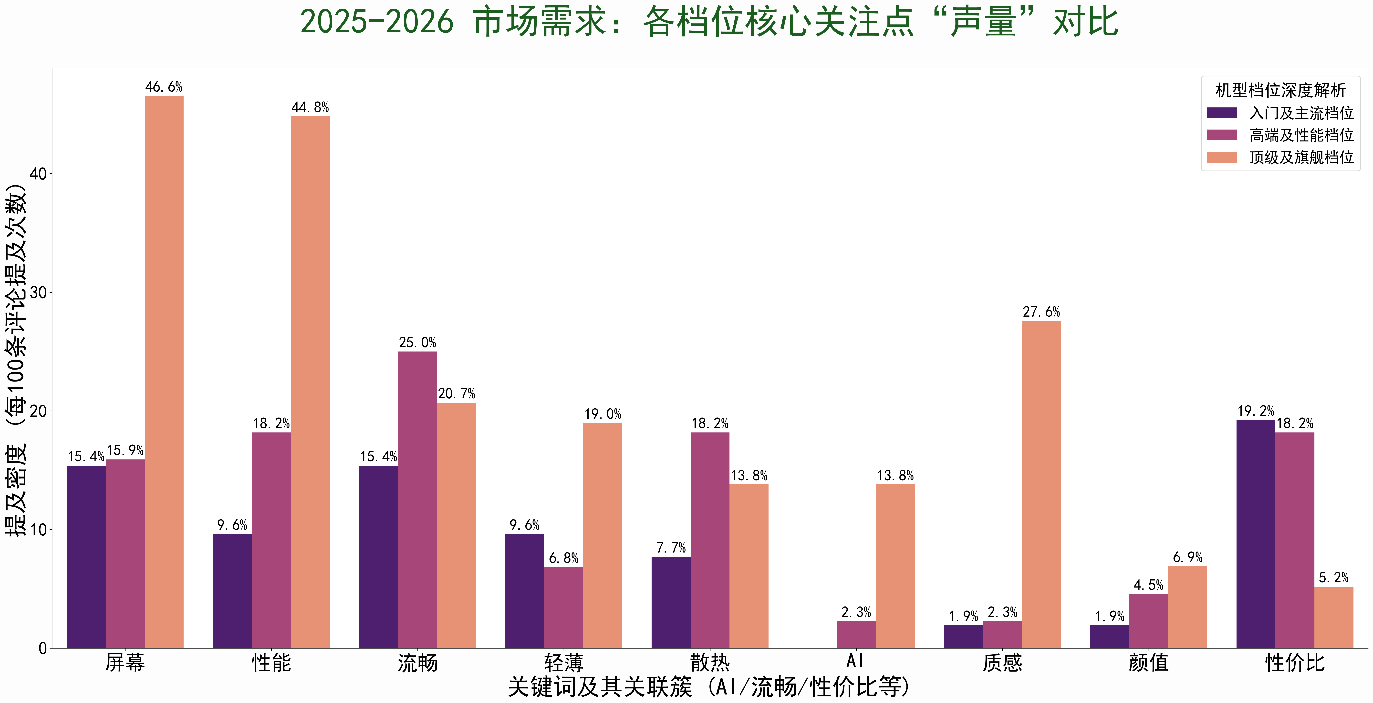 2025-2026 市场需求：各档位核心关注点“声量”对比
机型档位深度解析
入门及主流档位
高端及性能档位
顶级及旗舰档位
提及密度（每100条评论提及次数）
40
30
20
10
0
15.4% 15.9% 46.6%
9.6% 18.2% 44.8%
15.4% 25.0% 20.7%
9.6% 6.8% 19.0%
7.7% 18.2% 13.8%
2.3% 13.8%
1.9% 2.3% 27.6%
1.9% 4.5% 6.9%
19.2% 18.2% 5.2%
屏幕 性能 流畅 轻薄 散热 AI 质感 颜值 性价比
关键词及其关联簇 (AI/流畅/性价比等)